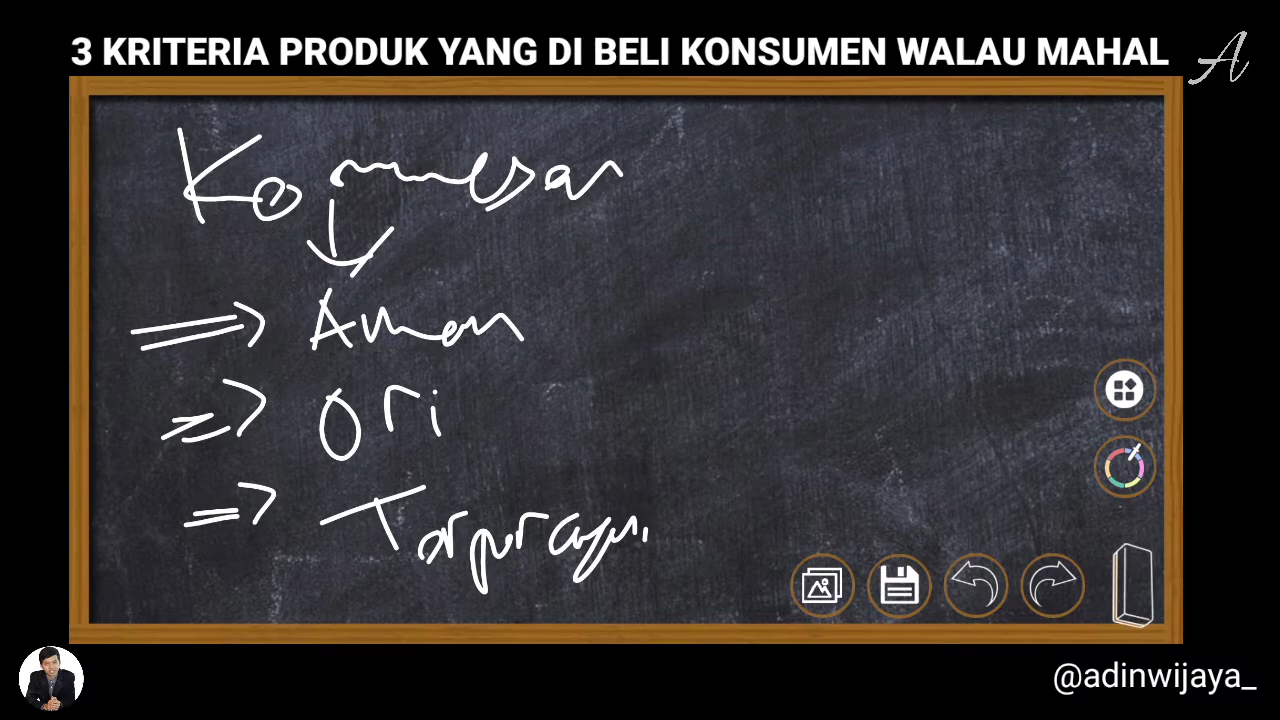 3 KRITERIA PRODUK YANG DI BELI KONSUMEN WALAU MAHAL
A
Konsumen
Aman
Ori
Terpercaya
@adinwijaya_